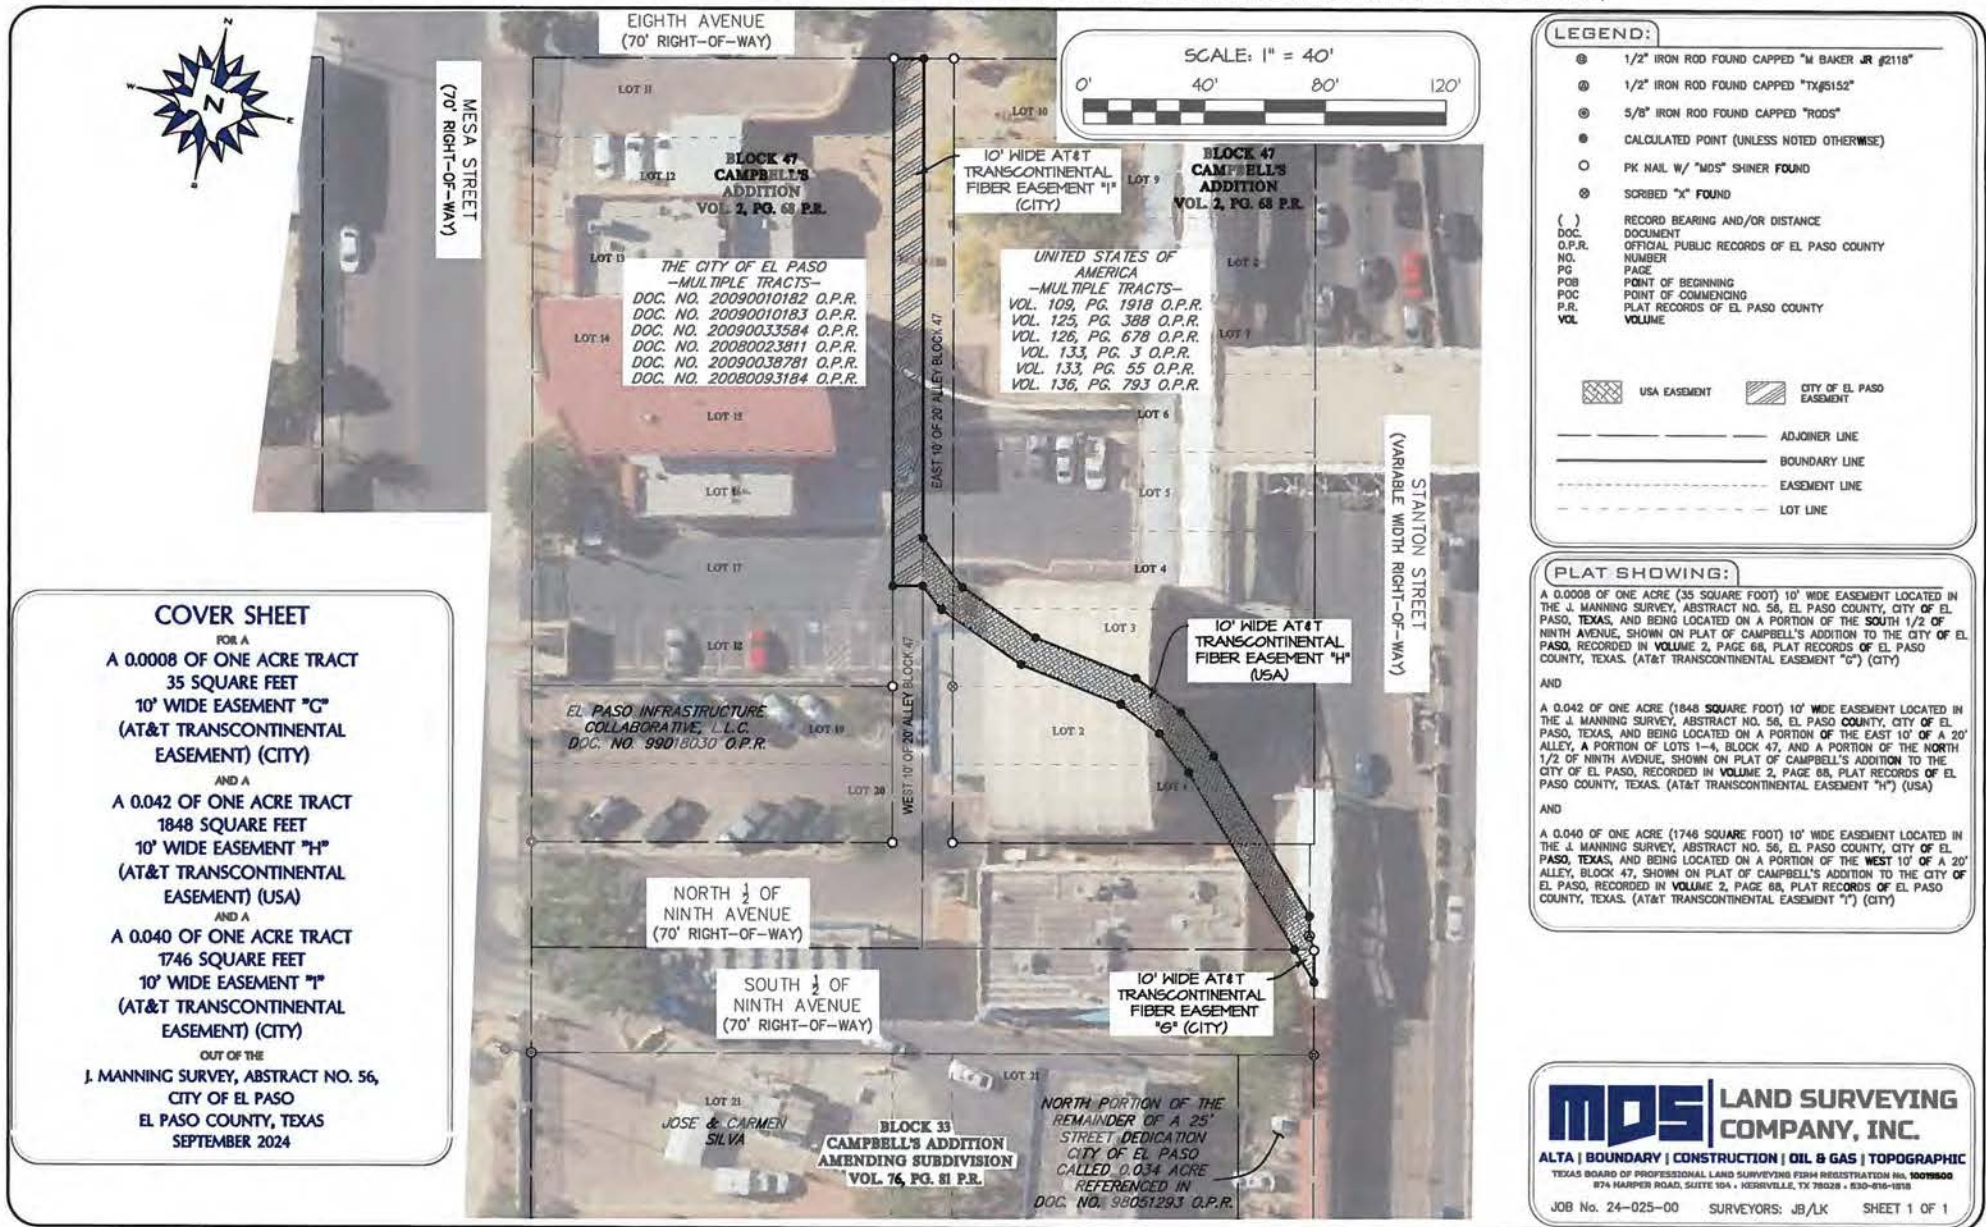 EIGHTH AVENUE
(70' RIGHT-OF-WAY)
N
W
E
S
N
MESA STREET
(70' RIGHT-OF-WAY)
SCALE: 1" = 40'
0' 40' 80' 120'
LOT 11
LOT 10
LOT 12
BLOCK 47
CAMPBELL'S
ADDITION
VOL. 2, PG. 68 P.R.
10' WIDE AT&T
TRANSCONTINENTAL
FIBER EASEMENT "I"
(CITY)
LOT 9
BLOCK 47
CAMPBELL'S
ADDITION
VOL. 2, PG. 68 P.R.
LOT 13
THE CITY OF EL PASO
-MULTIPLE TRACTS-
DOC. NO. 20090010182 O.P.R.
DOC. NO. 20090010183 O.P.R.
DOC. NO. 20090033584 O.P.R.
DOC. NO. 20080023811 O.P.R.
DOC. NO. 20090038781 O.P.R.
DOC. NO. 20080093184 O.P.R.
UNITED STATES OF
AMERICA
-MULTIPLE TRACTS-
VOL. 109, PG. 1918 O.P.R.
VOL. 125, PG. 388 O.P.R.
VOL. 126, PG. 678 O.P.R.
VOL. 133, PG. 3 O.P.R.
VOL. 133, PG. 55 O.P.R.
VOL. 136, PG. 793 O.P.R.
LOT 7
LOT 14
EAST 10' OF 20' ALLEY BLOCK 47
LOT 15
LOT 6
LOT 16
LOT 5
STANTON STREET
(VARIABLE WIDTH RIGHT-OF-WAY)
LOT 17
LOT 4
LOT 18
LOT 3
10' WIDE AT&T
TRANSCONTINENTAL
FIBER EASEMENT "H"
(USA)
EL PASO INFRASTRUCTURE
COLLABORATIVE, L.L.C.
DOC. NO. 99018030 O.P.R.
LOT 19
WEST 10' OF 20' ALLEY BLOCK 47
LOT 2
LOT 20
NORTH 1/2 OF
NINTH AVENUE
(70' RIGHT-OF-WAY)
SOUTH 1/2 OF
NINTH AVENUE
(70' RIGHT-OF-WAY)
10' WIDE AT&T
TRANSCONTINENTAL
FIBER EASEMENT
"G" (CITY)
LOT 21
LOT 21
JOSE & CARMEN
SILVA
BLOCK 33
CAMPBELL'S ADDITION
AMENDING SUBDIVISION
VOL. 76, PG. 81 P.R.
NORTH PORTION OF THE
REMAINDER OF A 25'
STREET DEDICATION
CITY OF EL PASO
CALLED 0.034 ACRE
REFERENCED IN
DOC. NO. 98051293 O.P.R.
COVER SHEET
FOR A
A 0.0008 OF ONE ACRE TRACT
35 SQUARE FEET
10' WIDE EASEMENT "G"
(AT&T TRANSCONTINENTAL
EASEMENT) (CITY)
AND A
A 0.042 OF ONE ACRE TRACT
1848 SQUARE FEET
10' WIDE EASEMENT "H"
(AT&T TRANSCONTINENTAL
EASEMENT) (USA)
AND A
A 0.040 OF ONE ACRE TRACT
1746 SQUARE FEET
10' WIDE EASEMENT "I"
(AT&T TRANSCONTINENTAL
EASEMENT) (CITY)
OUT OF THE
J. MANNING SURVEY, ABSTRACT NO. 56,
CITY OF EL PASO
EL PASO COUNTY, TEXAS
SEPTEMBER 2024
LEGEND:
1/2" IRON ROD FOUND CAPPED "M BAKER JR #2118"
1/2" IRON ROD FOUND CAPPED "TX#5152"
5/8" IRON ROD FOUND CAPPED "RODS"
CALCULATED POINT (UNLESS NOTED OTHERWISE)
PK NAIL W/ "MDS" SHINER FOUND
SCRIBED "X" FOUND
( ) RECORD BEARING AND/OR DISTANCE
DOC. DOCUMENT
O.P.R. OFFICIAL PUBLIC RECORDS OF EL PASO COUNTY
NO. NUMBER
PG PAGE
POB POINT OF BEGINNING
POC POINT OF COMMENCING
P.R. PLAT RECORDS OF EL PASO COUNTY
VOL VOLUME
USA EASEMENT
CITY OF EL PASO
EASEMENT
ADJOINER LINE
BOUNDARY LINE
EASEMENT LINE
LOT LINE
PLAT SHOWING:
A 0.0008 OF ONE ACRE (35 SQUARE FOOT) 10' WIDE EASEMENT LOCATED IN
THE J. MANNING SURVEY, ABSTRACT NO. 56, EL PASO COUNTY, CITY OF EL
PASO, TEXAS, AND BEING LOCATED ON A PORTION OF THE SOUTH 1/2 OF
NINTH AVENUE, SHOWN ON PLAT OF CAMPBELL'S ADDITION TO THE CITY OF EL
PASO, RECORDED IN VOLUME 2, PAGE 68, PLAT RECORDS OF EL PASO
COUNTY, TEXAS. (AT&T TRANSCONTINENTAL EASEMENT "G") (CITY)
AND
A 0.042 OF ONE ACRE (1848 SQUARE FOOT) 10' WIDE EASEMENT LOCATED IN
THE J. MANNING SURVEY, ABSTRACT NO. 56, EL PASO COUNTY, CITY OF EL
PASO, TEXAS, AND BEING LOCATED ON A PORTION OF THE EAST 10' OF A 20'
ALLEY, A PORTION OF LOTS 1-4, BLOCK 47, AND A PORTION OF THE NORTH
1/2 OF NINTH AVENUE, SHOWN ON PLAT OF CAMPBELL'S ADDITION TO THE
CITY OF EL PASO, RECORDED IN VOLUME 2, PAGE 68, PLAT RECORDS OF EL
PASO COUNTY, TEXAS. (AT&T TRANSCONTINENTAL EASEMENT "H") (USA)
AND
A 0.040 OF ONE ACRE (1746 SQUARE FOOT) 10' WIDE EASEMENT LOCATED IN
THE J. MANNING SURVEY, ABSTRACT NO. 56, EL PASO COUNTY, CITY OF EL
PASO, TEXAS, AND BEING LOCATED ON A PORTION OF THE WEST 10' OF A 20'
ALLEY, BLOCK 47, SHOWN ON PLAT OF CAMPBELL'S ADDITION TO THE CITY OF
EL PASO, RECORDED IN VOLUME 2, PAGE 68, PLAT RECORDS OF EL PASO
COUNTY, TEXAS. (AT&T TRANSCONTINENTAL EASEMENT "I") (CITY)
MDS LAND SURVEYING
COMPANY, INC.
ALTA | BOUNDARY | CONSTRUCTION | OIL & GAS | TOPOGRAPHIC
TEXAS BOARD OF PROFESSIONAL LAND SURVEYING FIRM REGISTRATION No. 10019500
874 HARPER ROAD, SUITE 104 • KERRVILLE, TX 78028 • 830-816-1818
JOB No. 24-025-00 SURVEYORS: JB/LK SHEET 1 OF 1